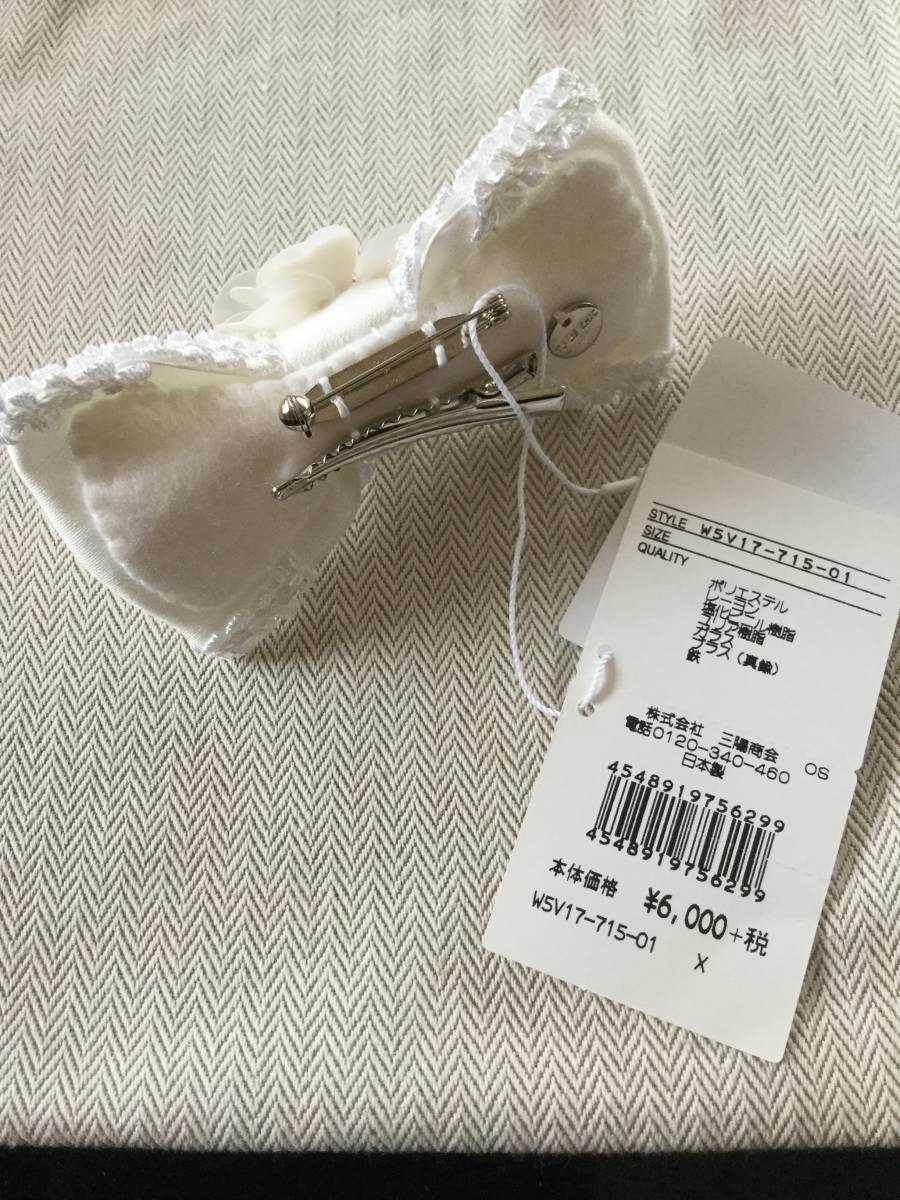 STYLE W5V17-715-01
SIZE
QUALITY
ポリエステル
レーヨン
塩化ビニール樹脂
ユリア樹脂
ガラス
ブラス(真鍮)
鉄
株式会社 三陽商会 OS
電話0120-340-460
日本製
4548919756299
4548919756299
本体価格 ¥6,000+税
W5V17-715-01 X